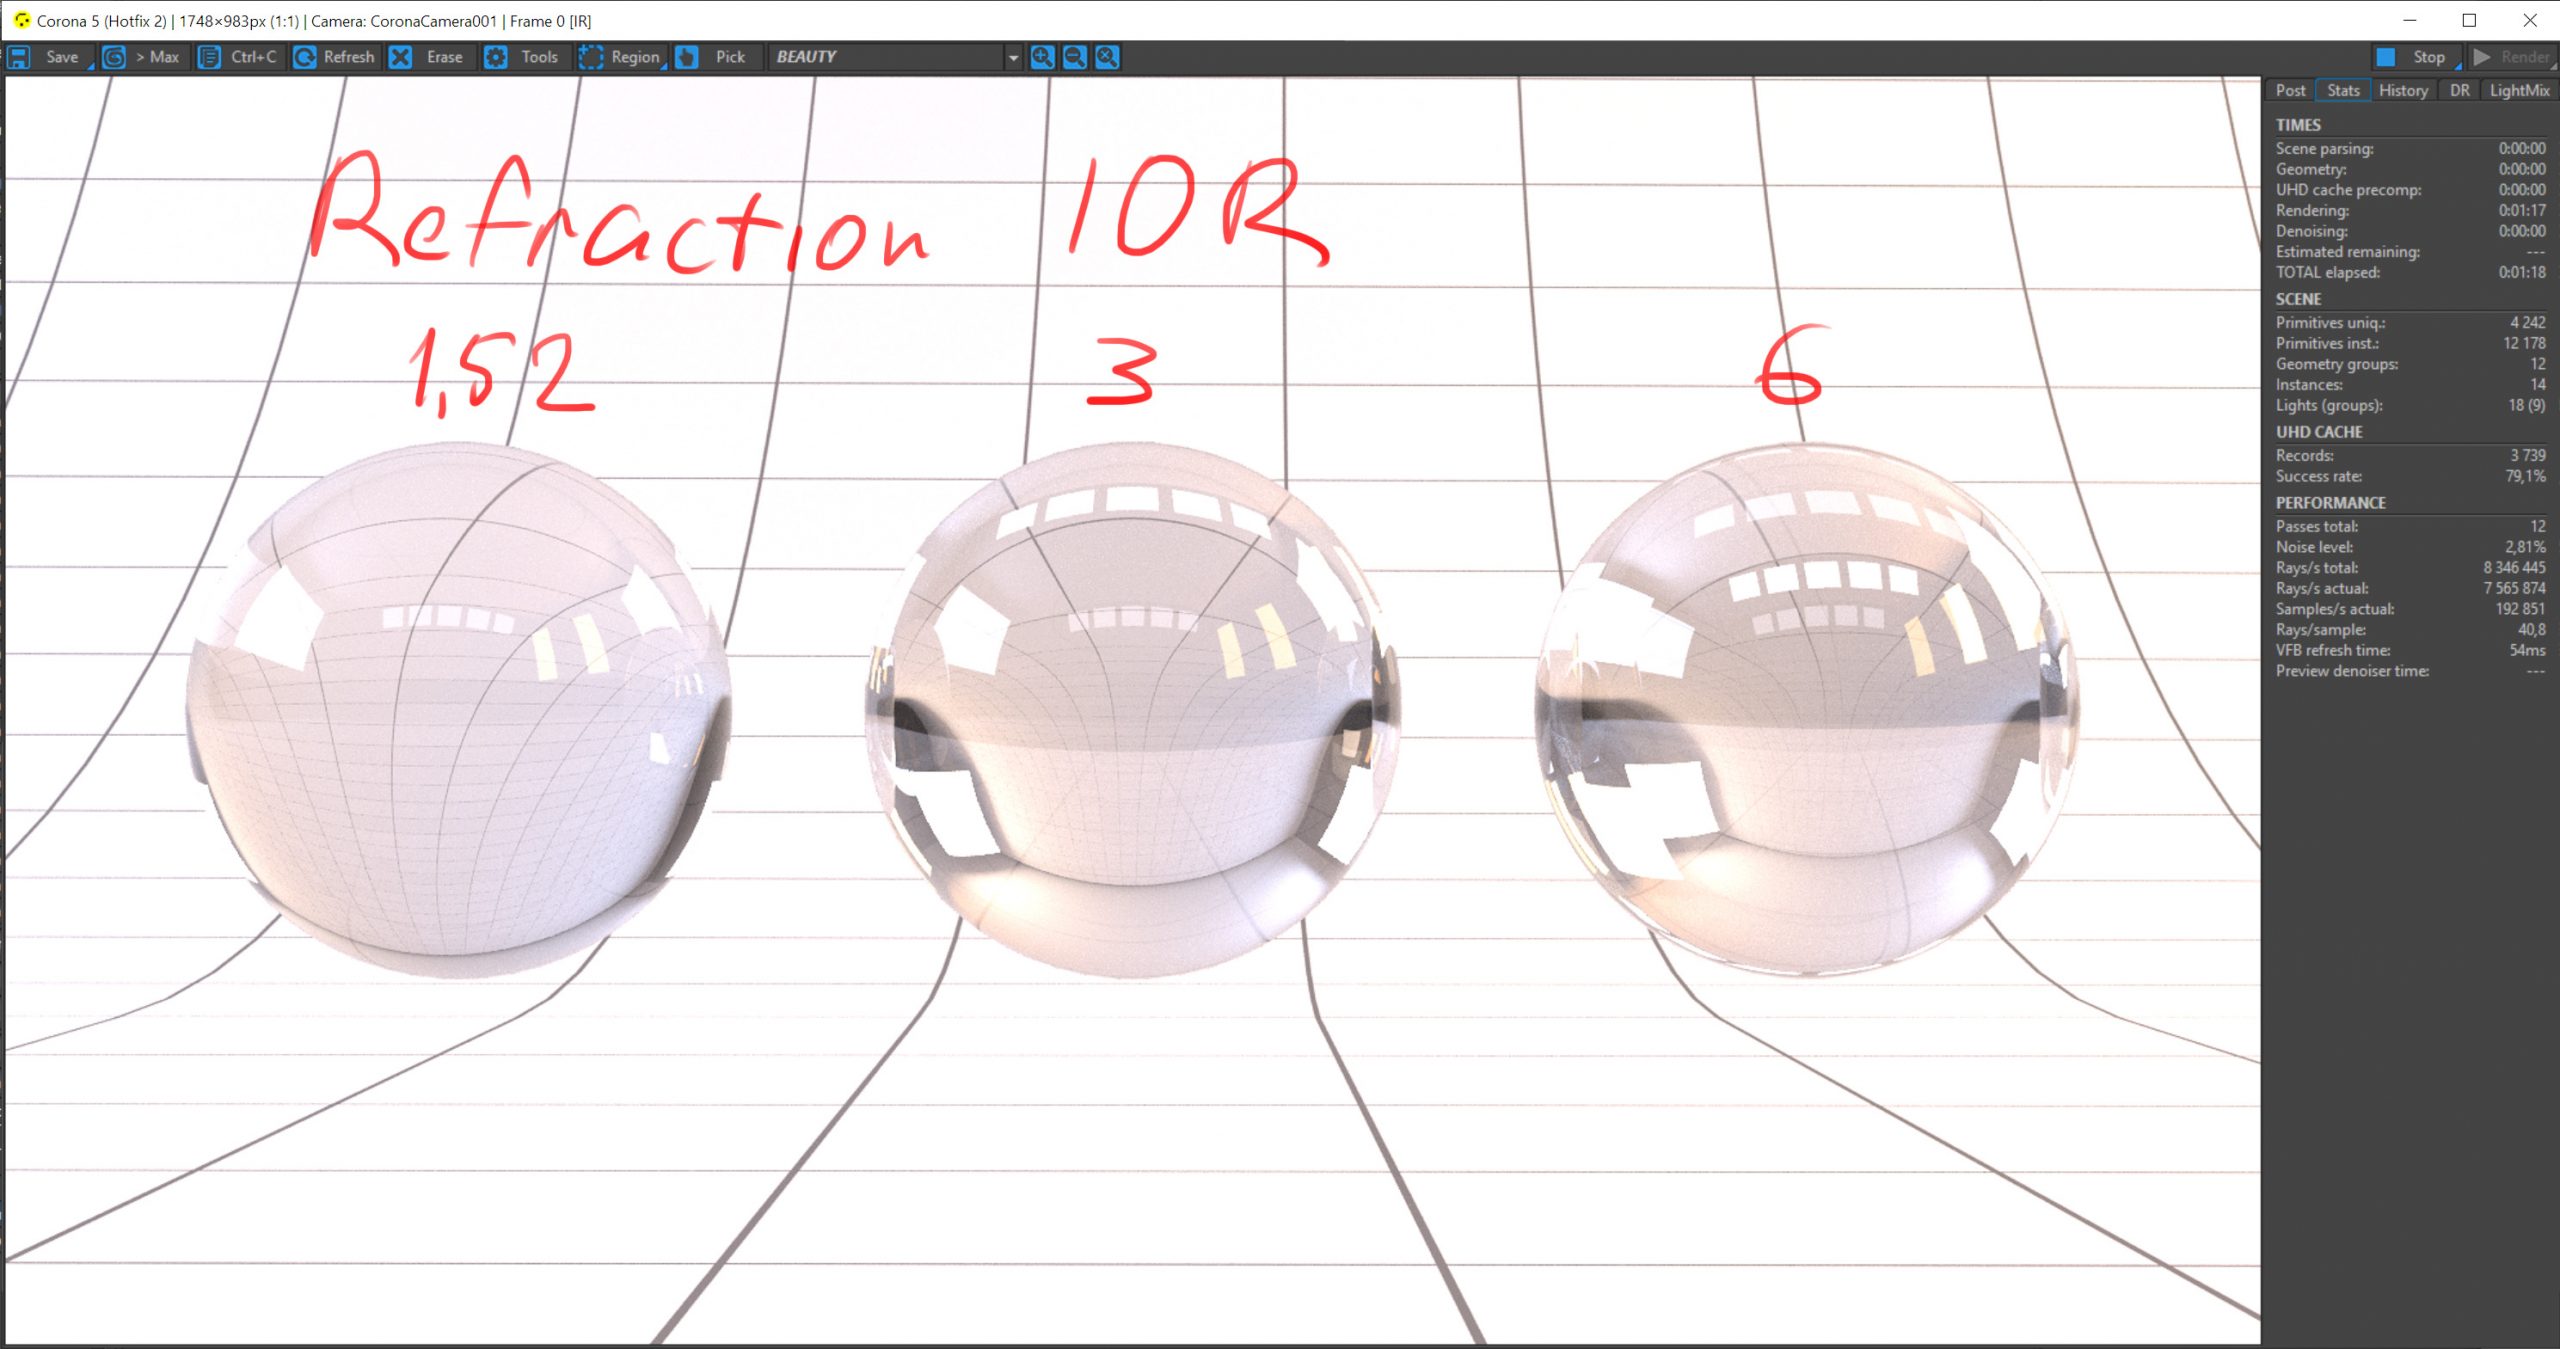 Corona 5 (Hotfix 2) | 1748×983px (1:1) | Camera: CoronaCamera001 | Frame 0 [IR]
Save > Max Ctrl+C Refresh Erase Tools Region Pick BEAUTY Stop Render
Post Stats History DR LightMix
Refraction IOR
1,52 3 6
TIMES
Scene parsing: 0:00:00
Geometry: 0:00:00
UHD cache precomp: 0:00:00
Rendering: 0:01:17
Denoising: 0:00:00
Estimated remaining: ---
TOTAL elapsed: 0:01:18
SCENE
Primitives uniq.: 4 242
Primitives inst.: 12 178
Geometry groups: 12
Instances: 14
Lights (groups): 18 (9)
UHD CACHE
Records: 3 739
Success rate: 79,1%
PERFORMANCE
Passes total: 12
Noise level: 2,81%
Rays/s total: 8 346 445
Rays/s actual: 7 565 874
Samples/s actual: 192 851
Rays/sample: 40,8
VFB refresh time: 54ms
Preview denoiser time: ---